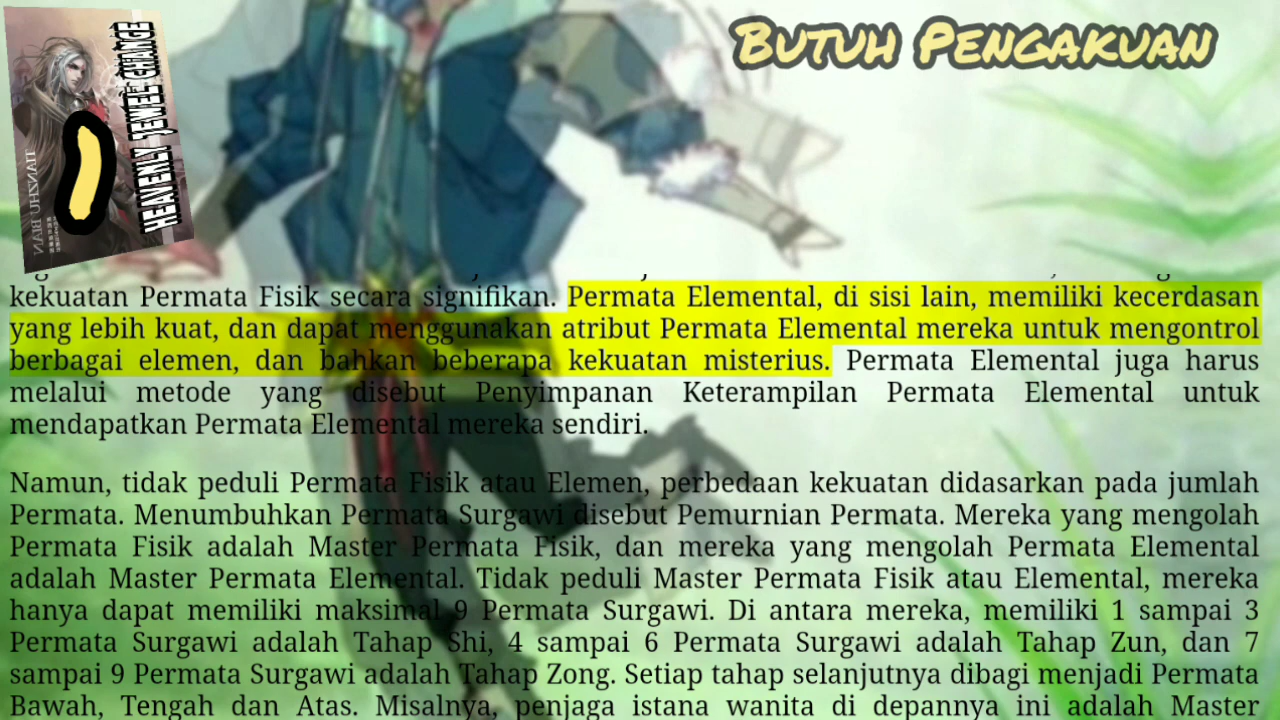 BUTUH PENGAKUAN
HEAVENLY JEWEL CHANGE
TIANZHU BIAN
kekuatan Permata Fisik secara signifikan. Permata Elemental, di sisi lain, memiliki kecerdasan
yang lebih kuat, dan dapat menggunakan atribut Permata Elemental mereka untuk mengontrol
berbagai elemen, dan bahkan beberapa kekuatan misterius. Permata Elemental juga harus
melalui metode yang disebut Penyimpanan Keterampilan Permata Elemental untuk
mendapatkan Permata Elemental mereka sendiri.
Namun, tidak peduli Permata Fisik atau Elemen, perbedaan kekuatan didasarkan pada jumlah
Permata. Menumbuhkan Permata Surgawi disebut Pemurnian Permata. Mereka yang mengolah
Permata Fisik adalah Master Permata Fisik, dan mereka yang mengolah Permata Elemental
adalah Master Permata Elemental. Tidak peduli Master Permata Fisik atau Elemental, mereka
hanya dapat memiliki maksimal 9 Permata Surgawi. Di antara mereka, memiliki 1 sampai 3
Permata Surgawi adalah Tahap Shi, 4 sampai 6 Permata Surgawi adalah Tahap Zun, dan 7
sampai 9 Permata Surgawi adalah Tahap Zong. Setiap tahap selanjutnya dibagi menjadi Permata
Bawah, Tengah dan Atas. Misalnya, penjaga istana wanita di depannya ini adalah Master